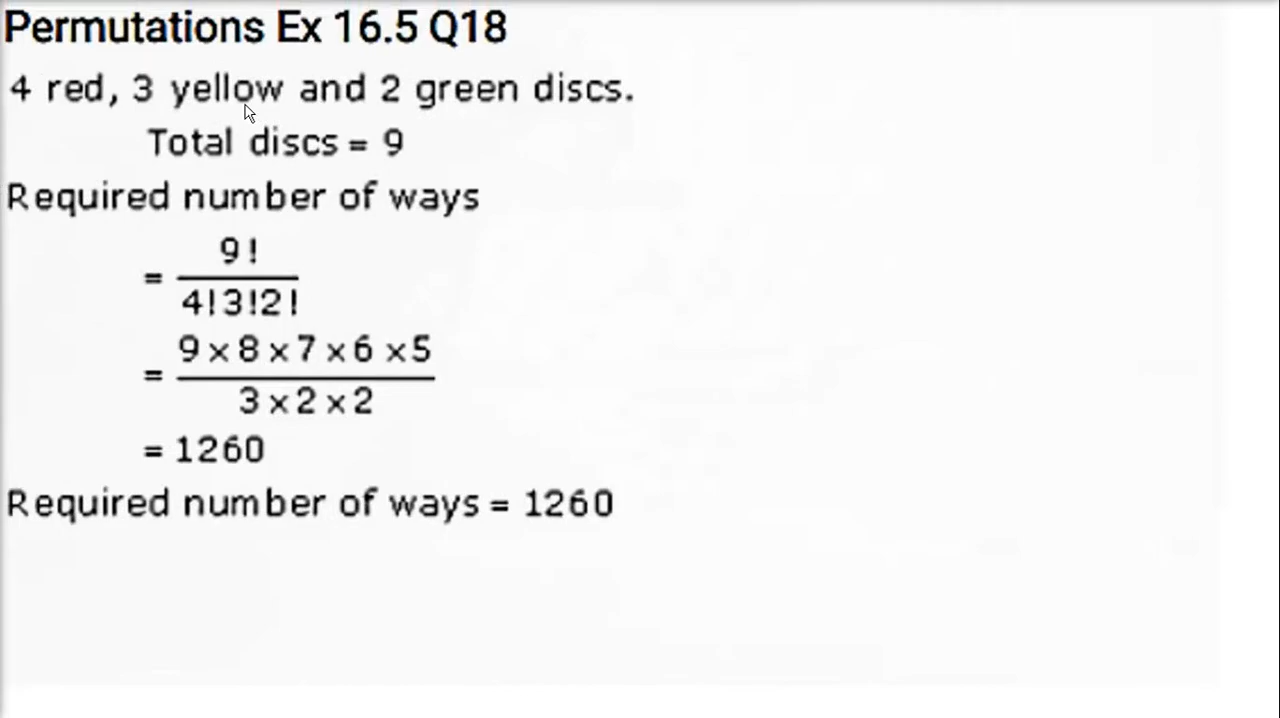 Permutations Ex 16.5 Q18
4 red, 3 yellow and 2 green discs.
Total discs = 9
Required number of ways
= 9! / 4!3!2!
= 9×8×7×6×5 / 3×2×2
= 1260
Required number of ways = 1260